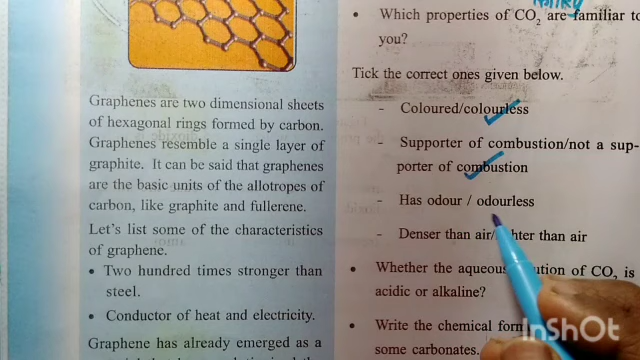 Graphenes are two dimensional sheets
of hexagonal rings formed by carbon.
Graphenes resemble a single layer of
graphite. It can be said that graphenes
are the basic units of the allotropes of
carbon, like graphite and fullerene.
Let's list some of the characteristics
of graphene.
• Two hundred times stronger than
steel.
• Conductor of heat and electricity.
Graphene has already emerged as a
• Which properties of CO₂ are familiar to
you?
Tick the correct ones given below.
- Coloured/colourless
- Supporter of combustion/not a sup-
porter of combustion
- Has odour / odourless
- Denser than air/ than air
• Whether the aqueous of CO₂ is
acidic or alkaline?
• Write the chemical
some carbonates.
InShOt